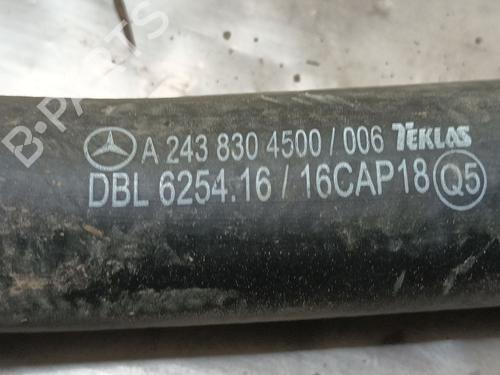 B-PARTS
A 243 830 4500 / 006 TEKLAS
DBL 6254.16 / 16CAP18 Q5